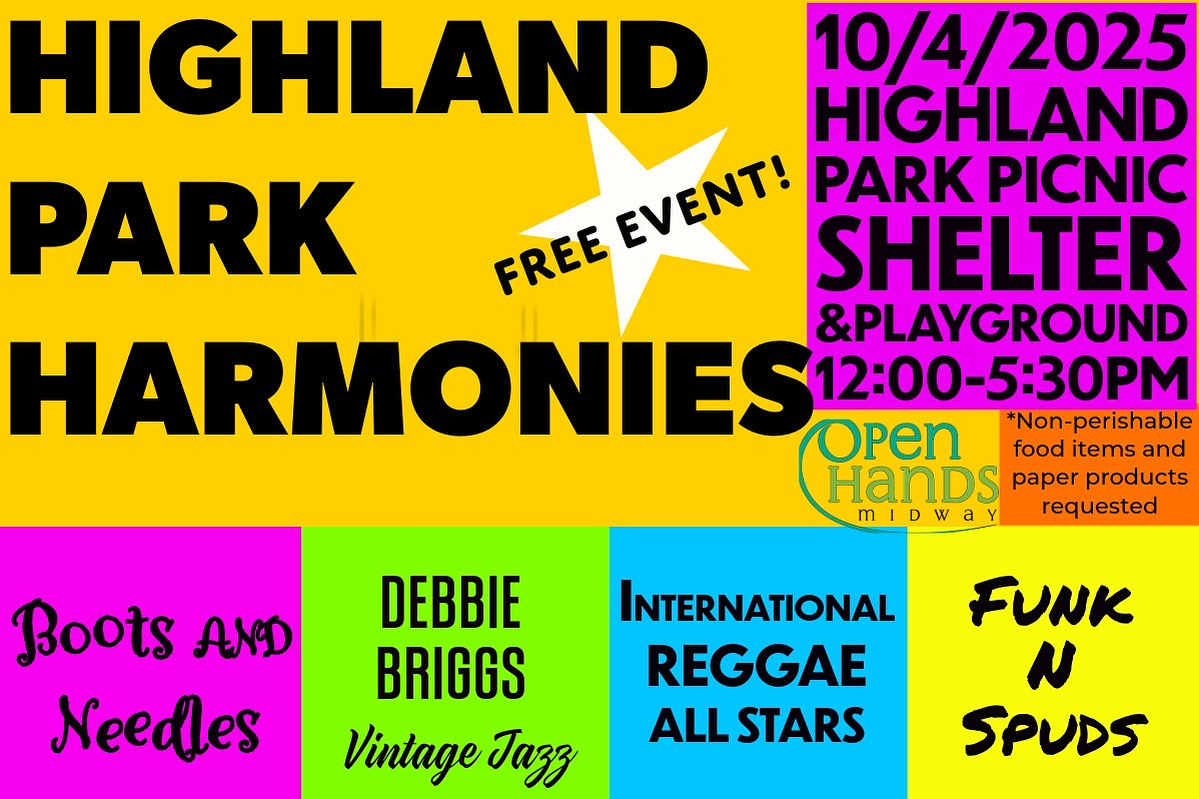 HIGHLAND
PARK
HARMONIES
FREE EVENT!
10/4/2025
HIGHLAND
PARK PICNIC
SHELTER
&PLAYGROUND
12:00-5:30PM
Open
Hands
midway
*Non-perishable
food items and
paper products
requested
Boots AND
Needles
DEBBIE
BRIGGS
Vintage Jazz
INTERNATIONAL
REGGAE
ALL STARS
FUNK
N
SPUDS